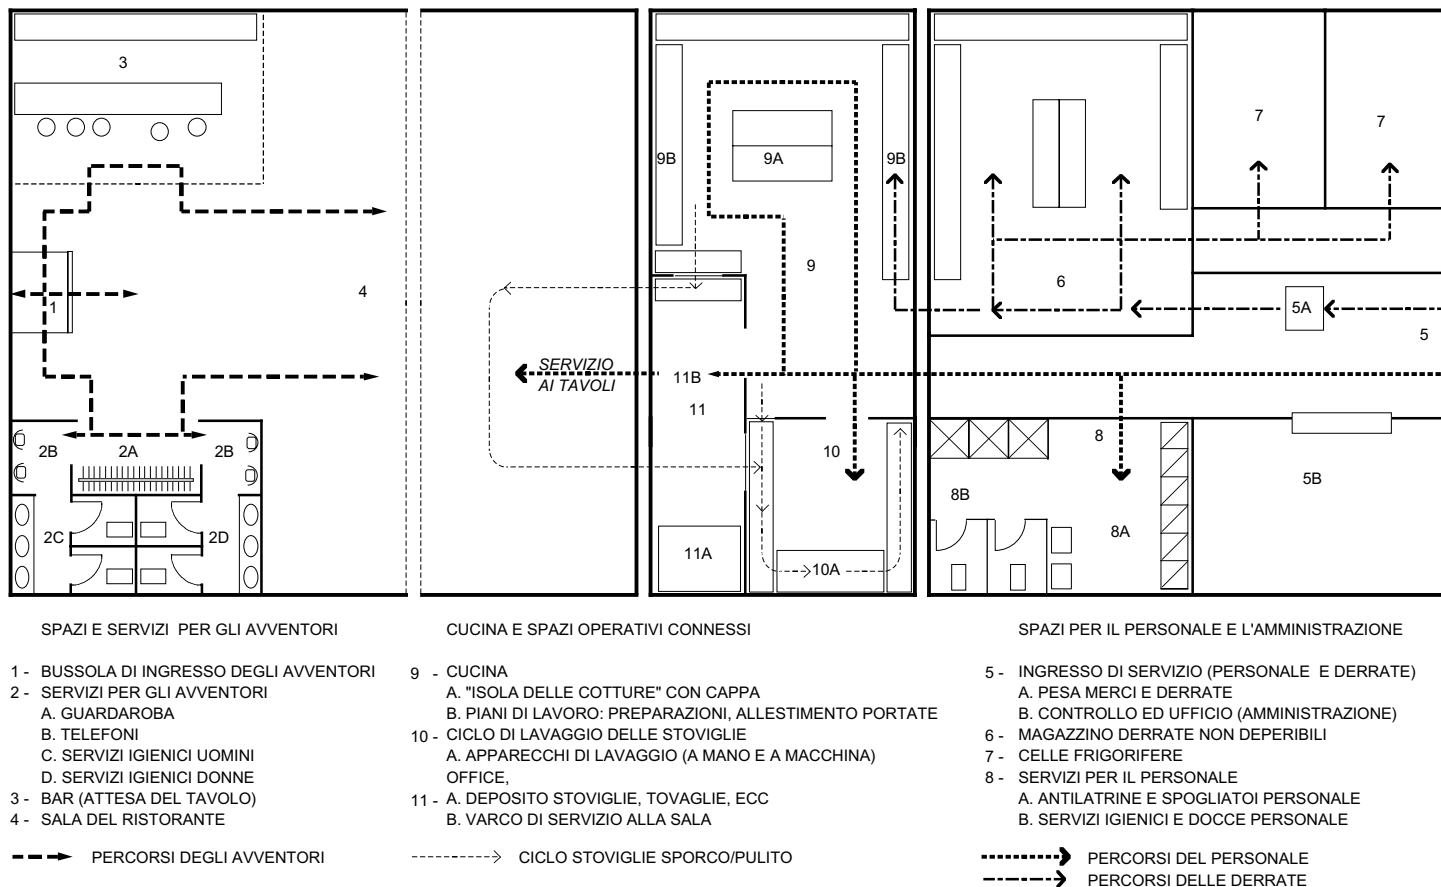 3
7
7
9B
9A
9B
9
6
4
1
5A
5
SERVIZIO
AI TAVOLI
11B
11
2B
2A
2B
10
8
5B
8B
2C
2D
8A
11A
10A
SPAZI E SERVIZI PER GLI AVVENTORI
1 - BUSSOLA DI INGRESSO DEGLI AVVENTORI
2 - SERVIZI PER GLI AVVENTORI
A. GUARDAROBA
B. TELEFONI
C. SERVIZI IGIENICI UOMINI
D. SERVIZI IGIENICI DONNE
3 - BAR (ATTESA DEL TAVOLO)
4 - SALA DEL RISTORANTE
PERCORSI DEGLI AVVENTORI
CUCINA E SPAZI OPERATIVI CONNESSI
9 - CUCINA
A. "ISOLA DELLE COTTURE" CON CAPPA
B. PIANI DI LAVORO: PREPARAZIONI, ALLESTIMENTO PORTATE
10 - CICLO DI LAVAGGIO DELLE STOVIGLIE
A. APPARECCHI DI LAVAGGIO (A MANO E A MACCHINA)
OFFICE,
11 - A. DEPOSITO STOVIGLIE, TOVAGLIE, ECC
B. VARCO DI SERVIZIO ALLA SALA
CICLO STOVIGLIE SPORCO/PULITO
SPAZI PER IL PERSONALE E L'AMMINISTRAZIONE
5 - INGRESSO DI SERVIZIO (PERSONALE E DERRATE)
A. PESA MERCI E DERRATE
B. CONTROLLO ED UFFICIO (AMMINISTRAZIONE)
6 - MAGAZZINO DERRATE NON DEPERIBILI
7 - CELLE FRIGORIFERE
8 - SERVIZI PER IL PERSONALE
A. ANTILATRINE E SPOGLIATOI PERSONALE
B. SERVIZI IGIENICI E DOCCE PERSONALE
PERCORSI DEL PERSONALE
PERCORSI DELLE DERRATE